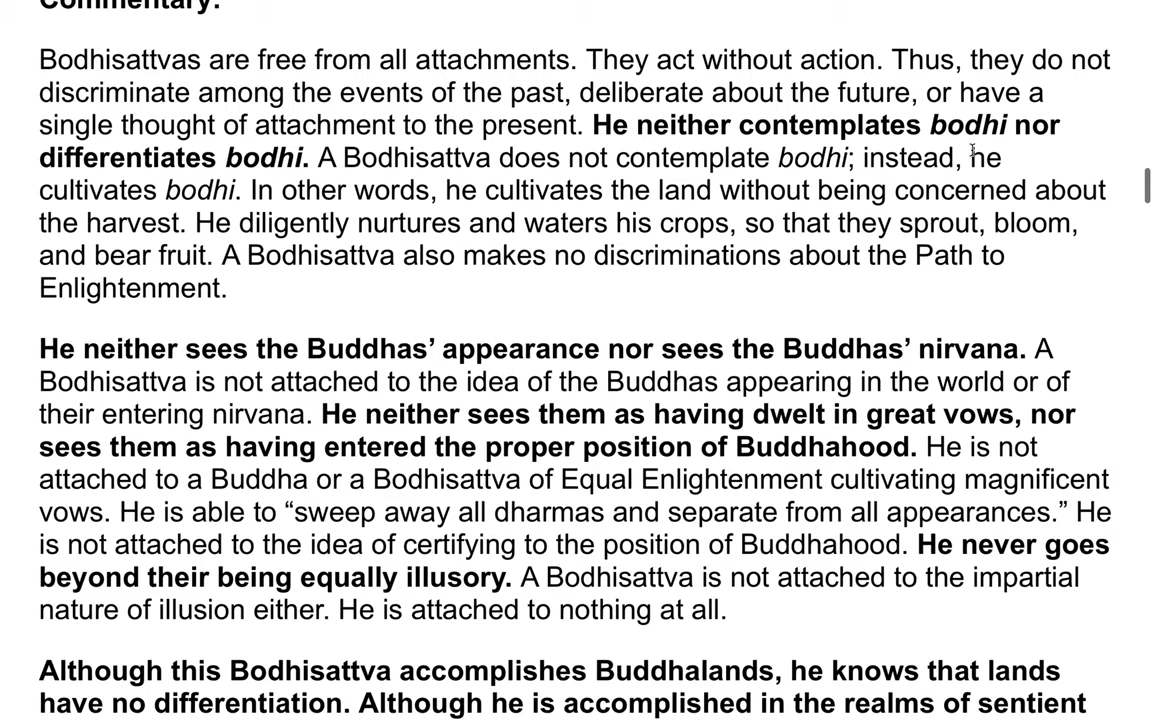 Commentary:
Bodhisattvas are free from all attachments. They act without action. Thus, they do not
discriminate among the events of the past, deliberate about the future, or have a
single thought of attachment to the present. He neither contemplates bodhi nor
differentiates bodhi. A Bodhisattva does not contemplate bodhi; instead, he
cultivates bodhi. In other words, he cultivates the land without being concerned about
the harvest. He diligently nurtures and waters his crops, so that they sprout, bloom,
and bear fruit. A Bodhisattva also makes no discriminations about the Path to
Enlightenment.
He neither sees the Buddhas’ appearance nor sees the Buddhas’ nirvana. A
Bodhisattva is not attached to the idea of the Buddhas appearing in the world or of
their entering nirvana. He neither sees them as having dwelt in great vows, nor
sees them as having entered the proper position of Buddhahood. He is not
attached to a Buddha or a Bodhisattva of Equal Enlightenment cultivating magnificent
vows. He is able to “sweep away all dharmas and separate from all appearances.” He
is not attached to the idea of certifying to the position of Buddhahood. He never goes
beyond their being equally illusory. A Bodhisattva is not attached to the impartial
nature of illusion either. He is attached to nothing at all.
Although this Bodhisattva accomplishes Buddhalands, he knows that lands
have no differentiation. Although he is accomplished in the realms of sentient